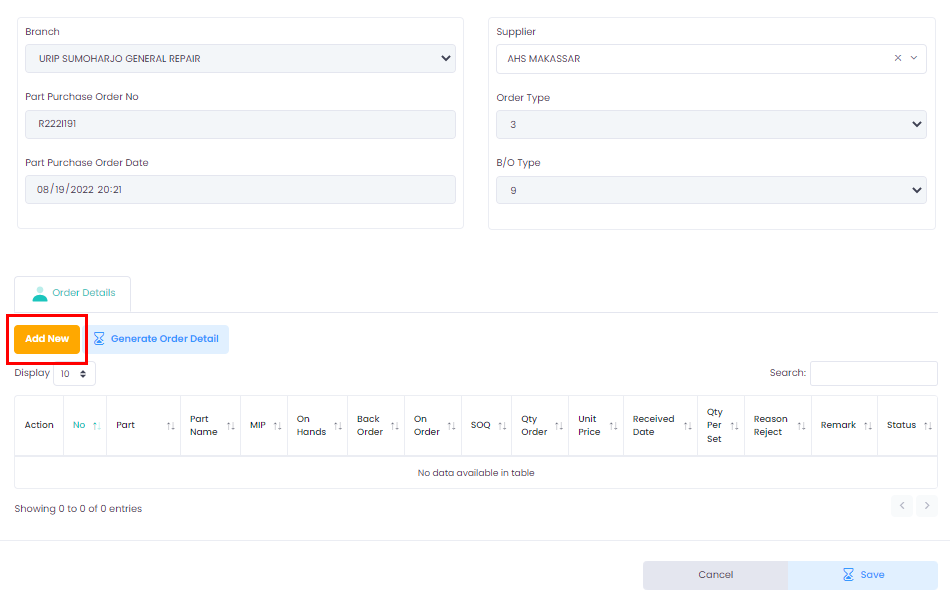 Branch
URIP SUMOHARJO GENERAL REPAIR
Part Purchase Order No
R222I191
Part Purchase Order Date
08/19/2022 20:21
Supplier
AHS MAKASSAR
Order Type
3
B/O Type
9
Order Details
Add New
Generate Order Detail
Display 10
Search:
Action No Part Part Name MIP On Hands Back Order On Order SOQ Qty Order Unit Price Received Date Qty Per Set Reason Reject Remark Status
No data available in table
Showing 0 to 0 of 0 entries
Cancel
Save